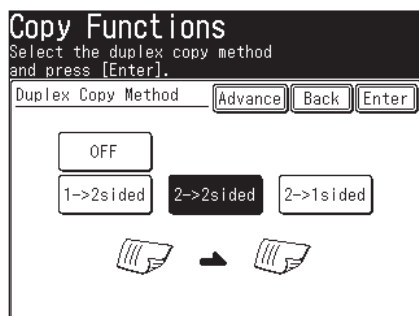 Copy Functions
Select the duplex copy method
and press [Enter].
Duplex Copy Method Advance Back Enter
OFF
1->2sided 2->2sided 2->1sided